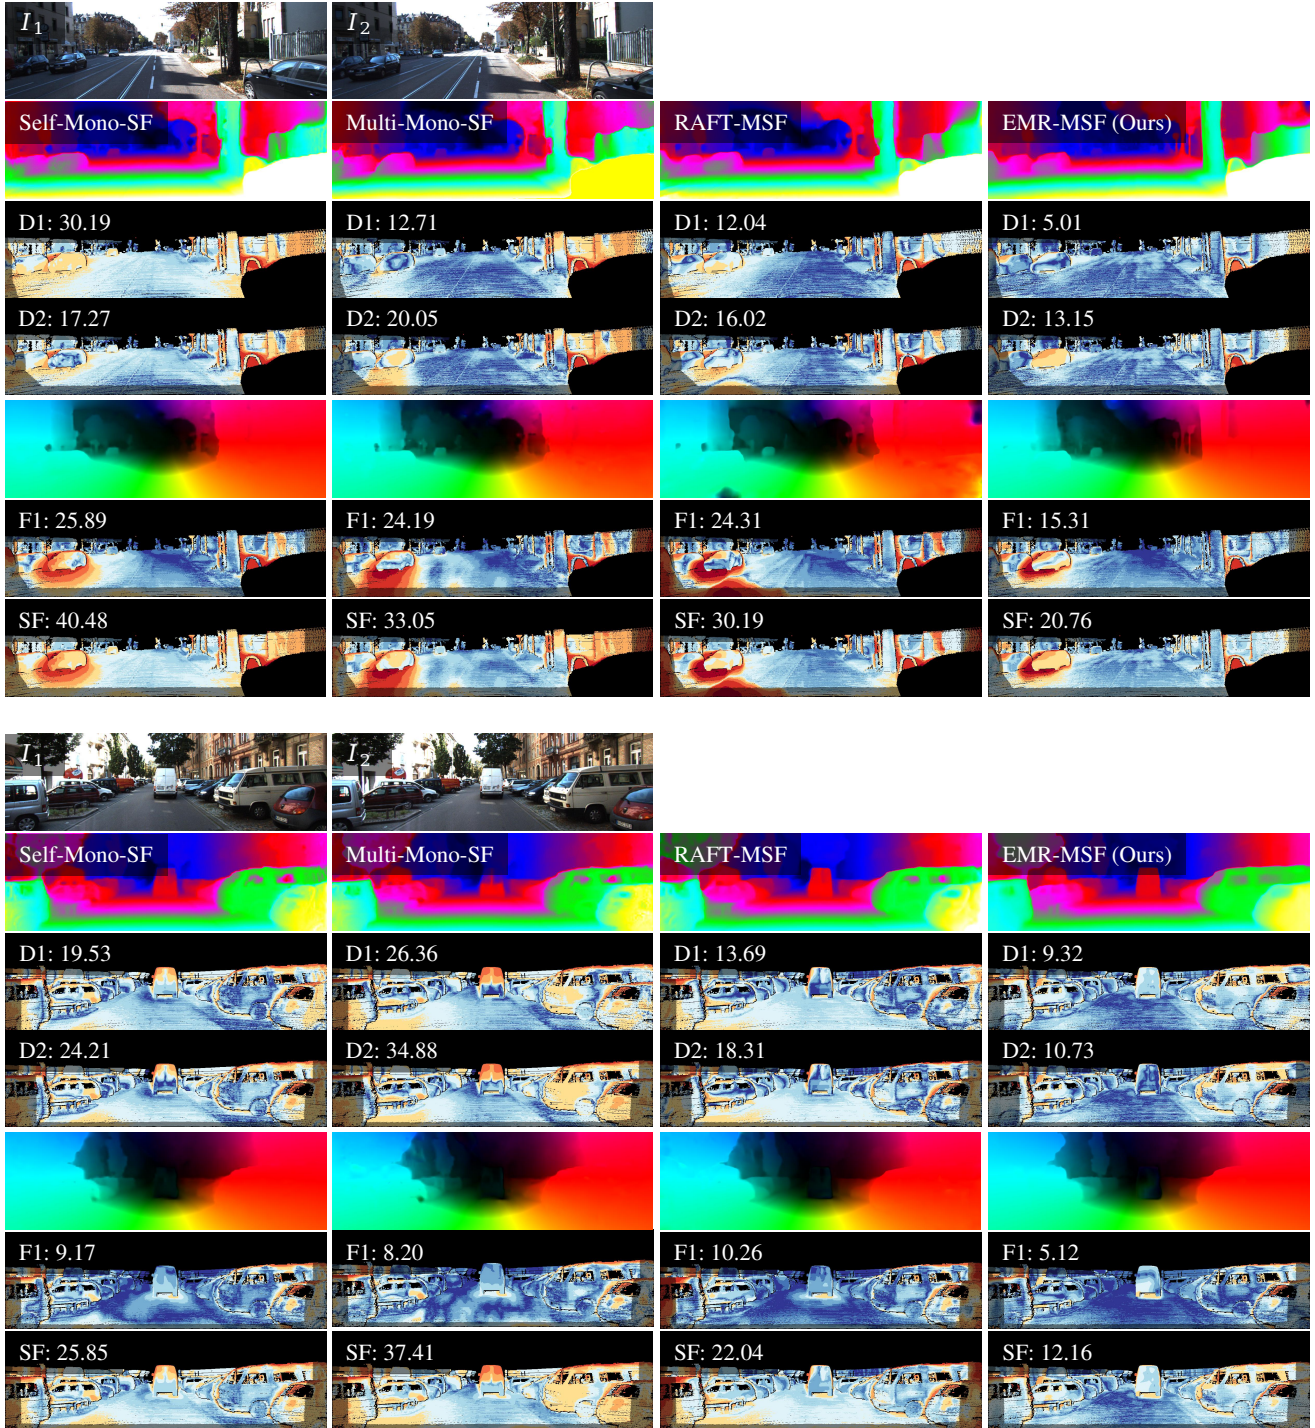 I1 I2
Self-Mono-SF Multi-Mono-SF RAFT-MSF EMR-MSF (Ours)
D1: 30.19 D1: 12.71 D1: 12.04 D1: 5.01
D2: 17.27 D2: 20.05 D2: 16.02 D2: 13.15
F1: 25.89 F1: 24.19 F1: 24.31 F1: 15.31
SF: 40.48 SF: 33.05 SF: 30.19 SF: 20.76
I1 I2
Self-Mono-SF Multi-Mono-SF RAFT-MSF EMR-MSF (Ours)
D1: 19.53 D1: 26.36 D1: 13.69 D1: 9.32
D2: 24.21 D2: 34.88 D2: 18.31 D2: 10.73
F1: 9.17 F1: 8.20 F1: 10.26 F1: 5.12
SF: 25.85 SF: 37.41 SF: 22.04 SF: 12.16